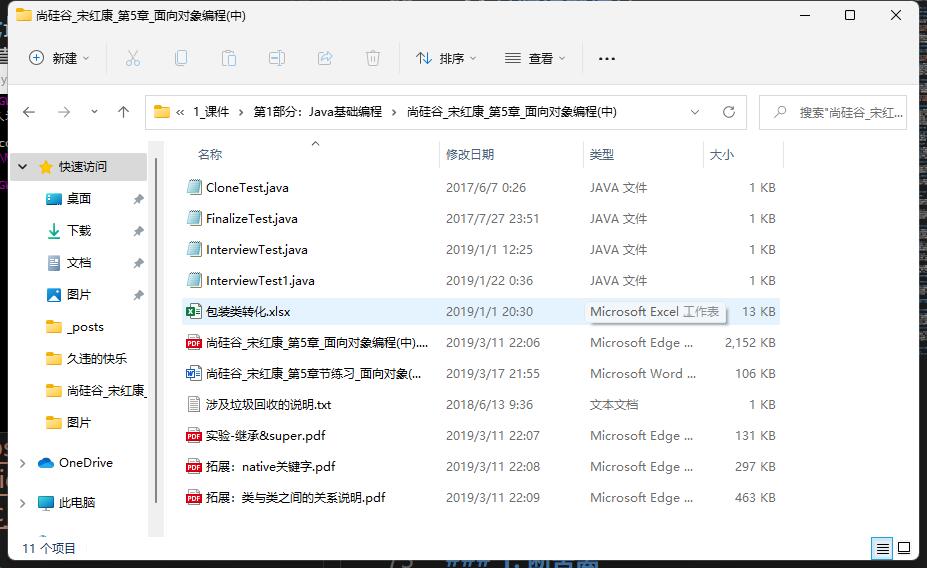 尚硅谷_宋红康_第5章_面向对象编程(中)
新建 排序 查看
« 1_课件 › 第1部分：Java基础编程 › 尚硅谷_宋红康_第5章_面向对象编程(中)
搜索"尚硅谷_宋红...
名称 修改日期 类型 大小
快速访问
桌面
下载
文档
图片
_posts
久违的快乐
尚硅谷_宋红康_
图片
OneDrive
此电脑
CloneTest.java 2017/6/7 0:26 JAVA 文件 1 KB
FinalizeTest.java 2017/7/27 23:51 JAVA 文件 1 KB
InterviewTest.java 2019/1/1 12:25 JAVA 文件 1 KB
InterviewTest1.java 2019/1/22 0:36 JAVA 文件 1 KB
包装类转化.xlsx 2019/1/1 20:30 Microsoft Excel 工作表 13 KB
尚硅谷_宋红康_第5章_面向对象编程(中).... 2019/3/11 22:06 Microsoft Edge ... 2,152 KB
尚硅谷_宋红康_第5章节练习_面向对象(... 2019/3/17 21:55 Microsoft Word ... 106 KB
涉及垃圾回收的说明.txt 2018/6/13 9:36 文本文档 1 KB
实验-继承&super.pdf 2019/3/11 22:07 Microsoft Edge ... 131 KB
拓展：native关键字.pdf 2019/3/11 22:08 Microsoft Edge ... 297 KB
拓展：类与类之间的关系说明.pdf 2019/3/11 22:09 Microsoft Edge ... 463 KB
11 个项目